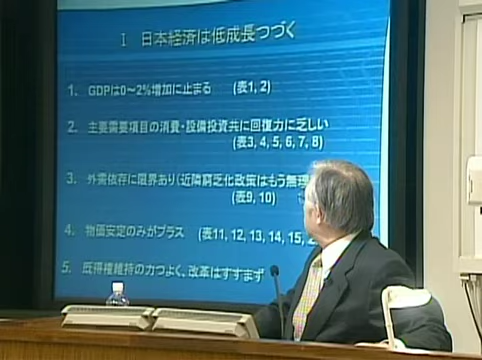 I 日本経済は低成長つづく
1. GDPは0～2%増加に止まる (表1, 2)
2. 主要需要項目の消費・設備投資共に回復力に乏しい
(表3, 4, 5, 6, 7, 8)
3. 外需依存に限界あり(近隣窮乏化政策はもう無理
(表9, 10)
4. 物価安定のみがプラス (表11, 12, 13, 14, 15,
5. 既得権維持の力つよく、改革はすすまず